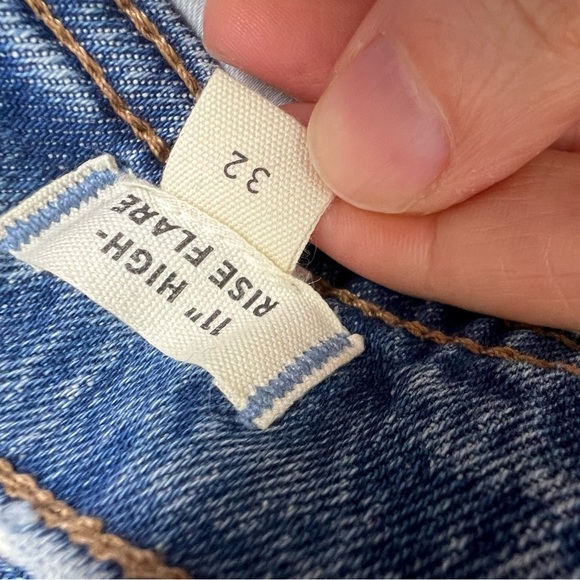 32
11" HIGH-
RISE FLARE